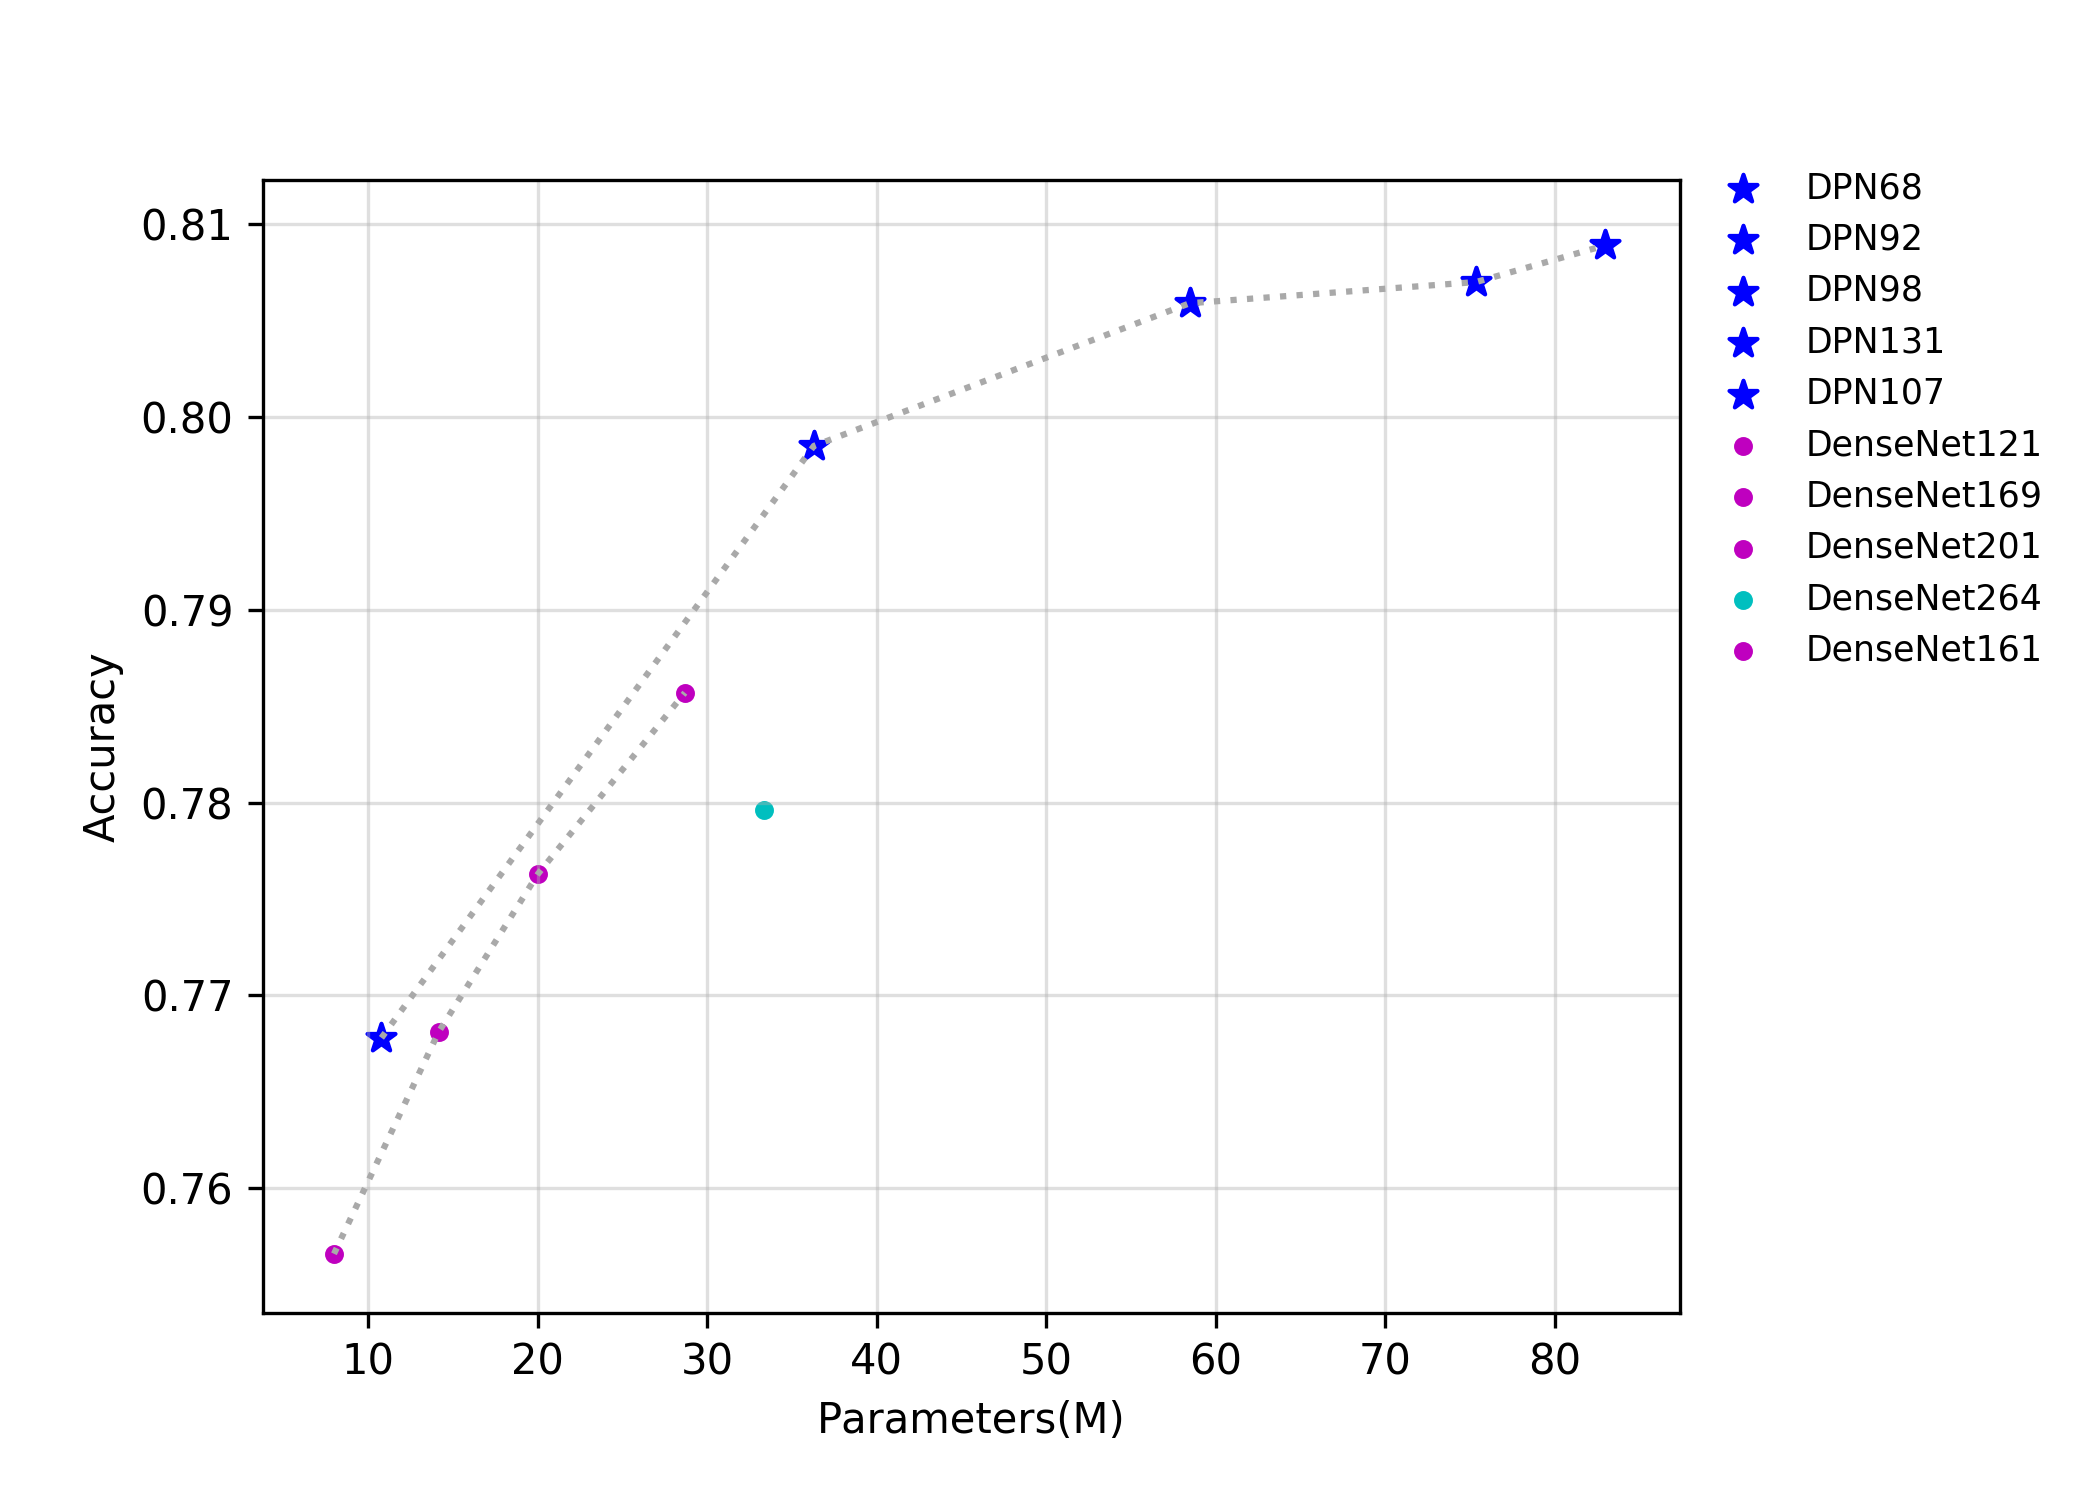 0.81
0.80
0.79
0.78
0.77
0.76
Accuracy
10 20 30 40 50 60 70 80
Parameters(M)
DPN68
DPN92
DPN98
DPN131
DPN107
DenseNet121
DenseNet169
DenseNet201
DenseNet264
DenseNet161